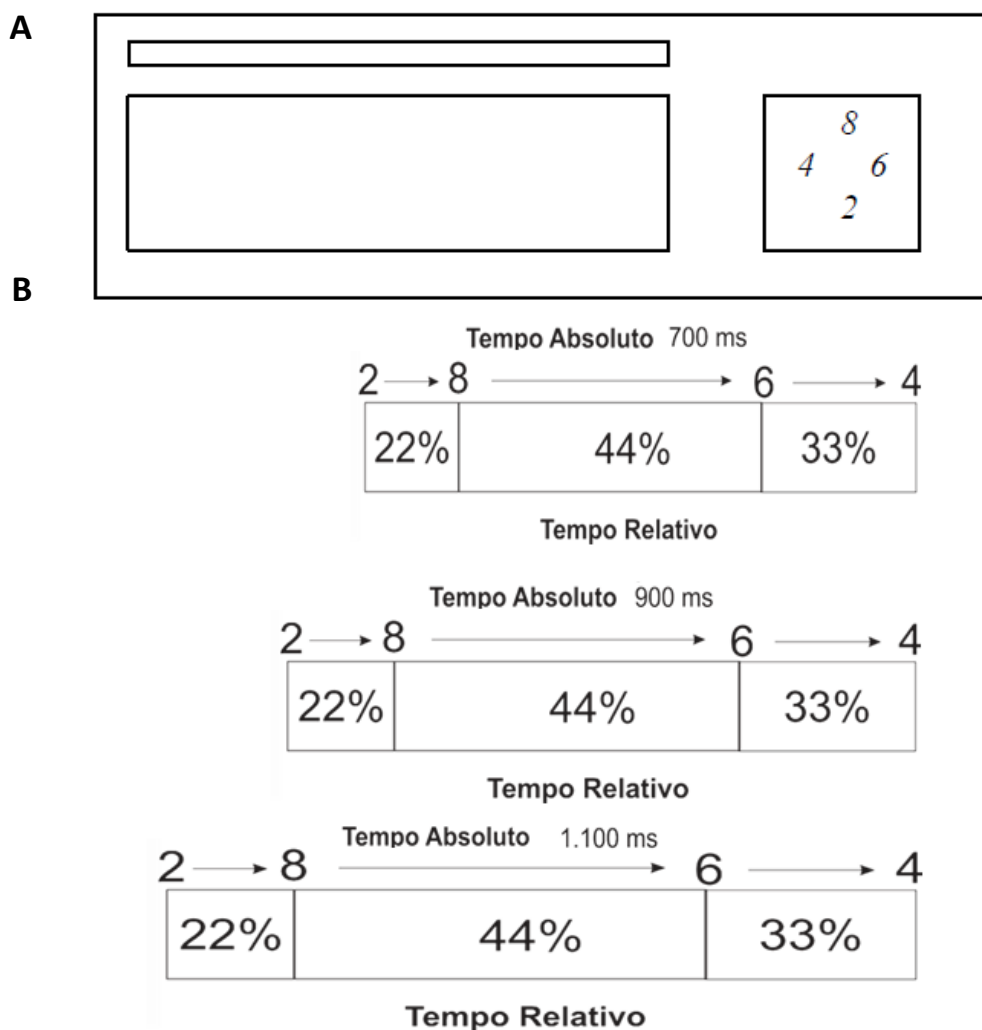 A
8
4 6
2
B
Tempo Absoluto 700 ms
2 8 6 4
22% 44% 33%
Tempo Relativo
Tempo Absoluto 900 ms
2 8 6 4
22% 44% 33%
Tempo Relativo
Tempo Absoluto 1.100 ms
2 8 6 4
22% 44% 33%
Tempo Relativo